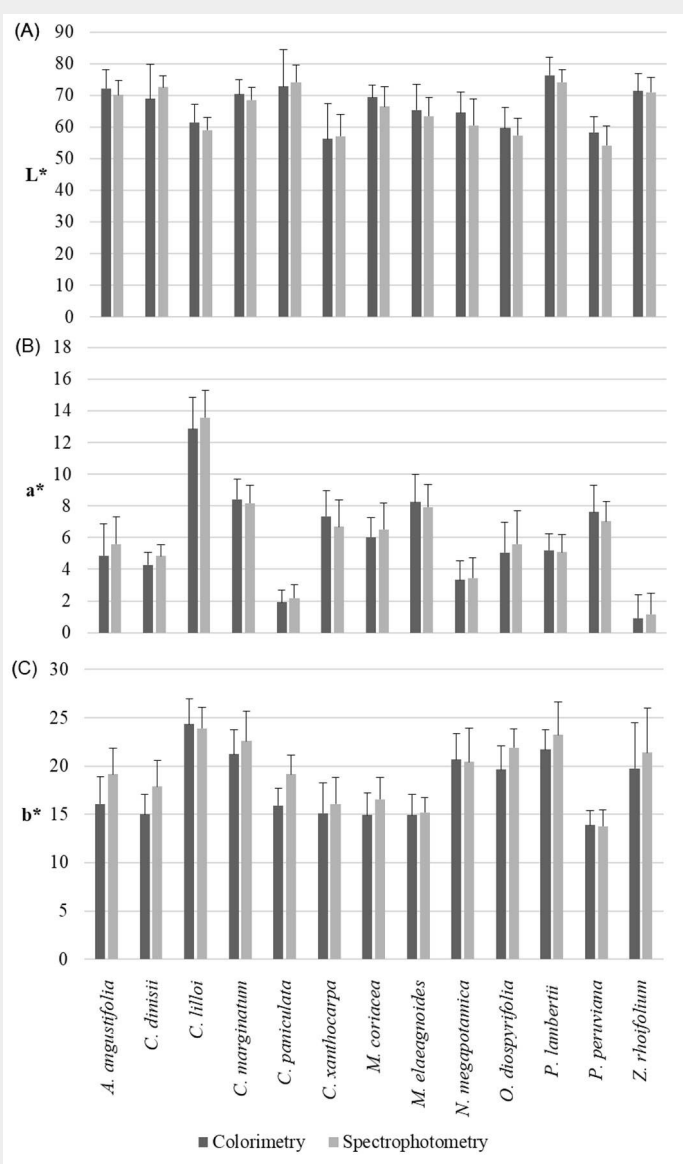 (A)
90
80
70
60
50
L*
40
30
20
10
0
(B)
18
16
14
12
10
a*
8
6
4
2
0
(C)
30
25
20
b*
15
10
5
0
A. angustifolia
C. dinisii
C. lilloi
C. marginatum
C. paniculata
C. xanthocarpa
M. coriacea
M. elaeagnoides
N. megapotamica
O. diospyrifolia
P. lambertii
P. peruviana
Z. rhoifolium
Colorimetry Spectrophotometry